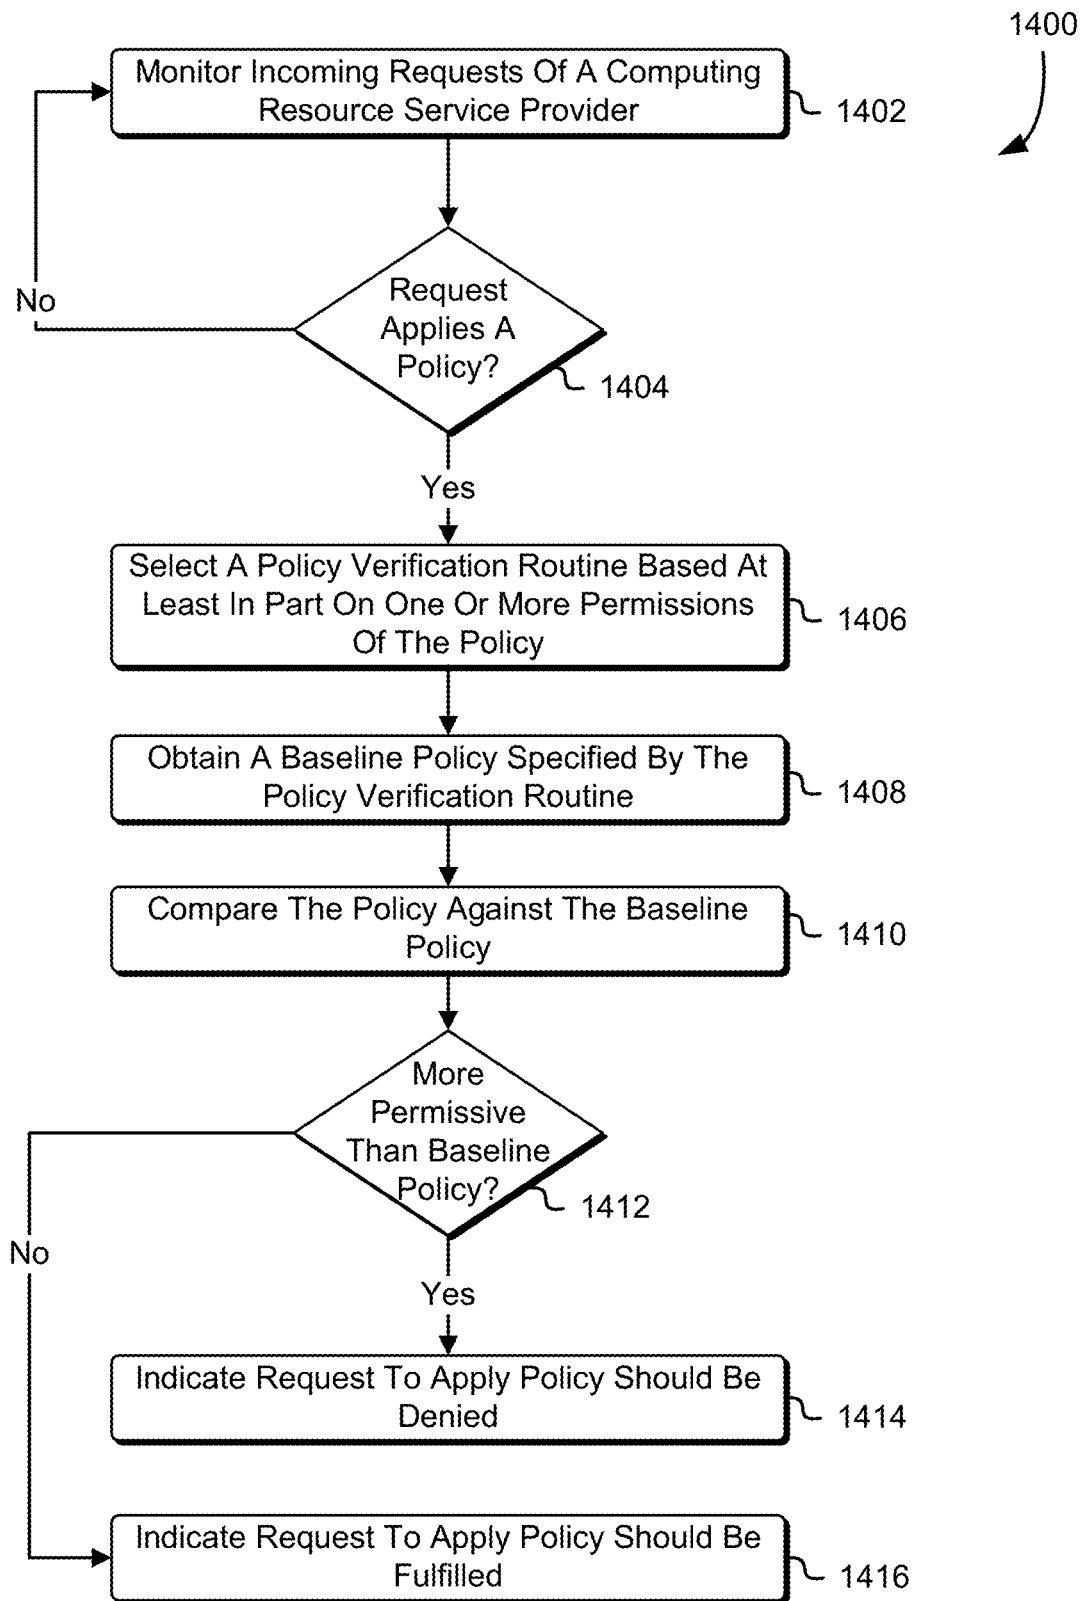 1400
Monitor Incoming Requests Of A Computing
Resource Service Provider
1402
Request
Applies A
Policy?
1404
No
Yes
Select A Policy Verification Routine Based At
Least In Part On One Or More Permissions
Of The Policy
1406
Obtain A Baseline Policy Specified By The
Policy Verification Routine
1408
Compare The Policy Against The Baseline
Policy
1410
More
Permissive
Than Baseline
Policy?
1412
No
Yes
Indicate Request To Apply Policy Should Be
Denied
1414
Indicate Request To Apply Policy Should Be
Fulfilled
1416